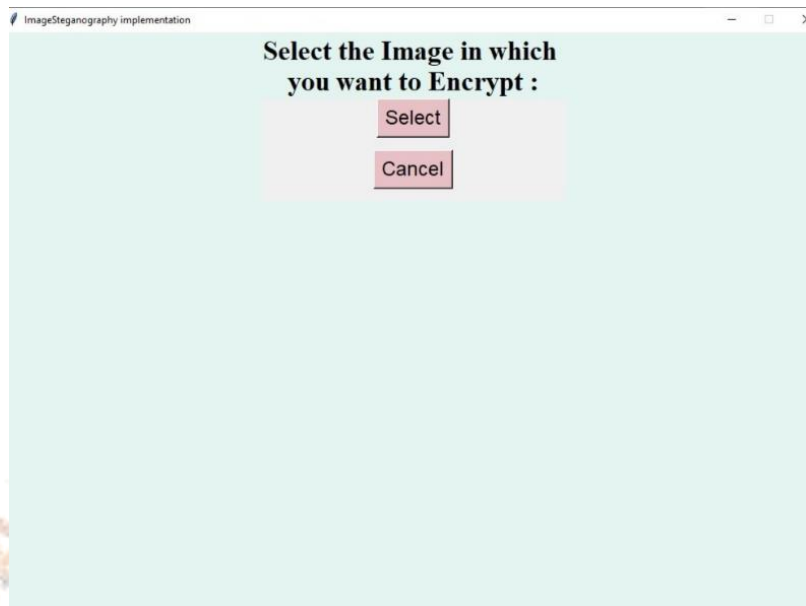 ImageSteganography implementation
Select the Image in which
you want to Encrypt :
Select
Cancel